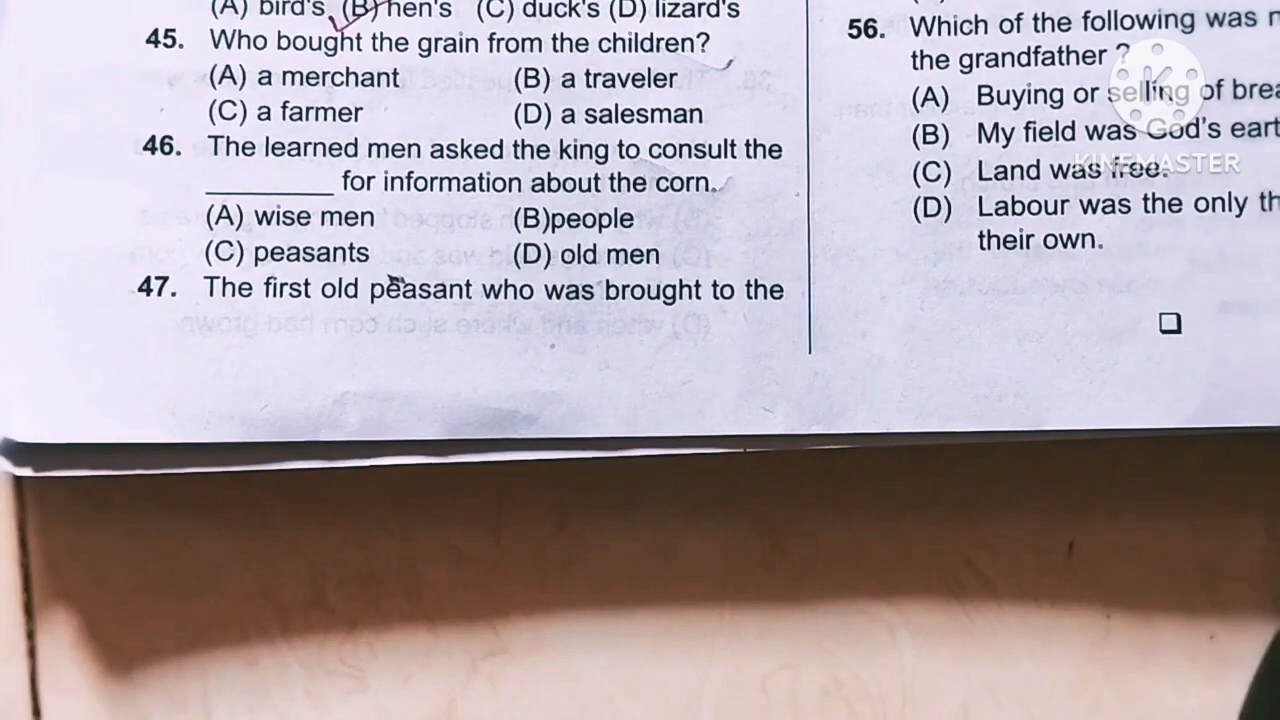 (A) bird's (B) hen's (C) duck's (D) lizard's
45. Who bought the grain from the children?
(A) a merchant (B) a traveler
(C) a farmer (D) a salesman
46. The learned men asked the king to consult the
_________ for information about the corn.
(A) wise men (B)people
(C) peasants (D) old men
47. The first old peasant who was brought to the
56. Which of the following was
the grandfather ?
(A) Buying or selling of
(B) My field was God's
(C) Land was free.
(D) Labour was the only
their own.
KINEMASTER